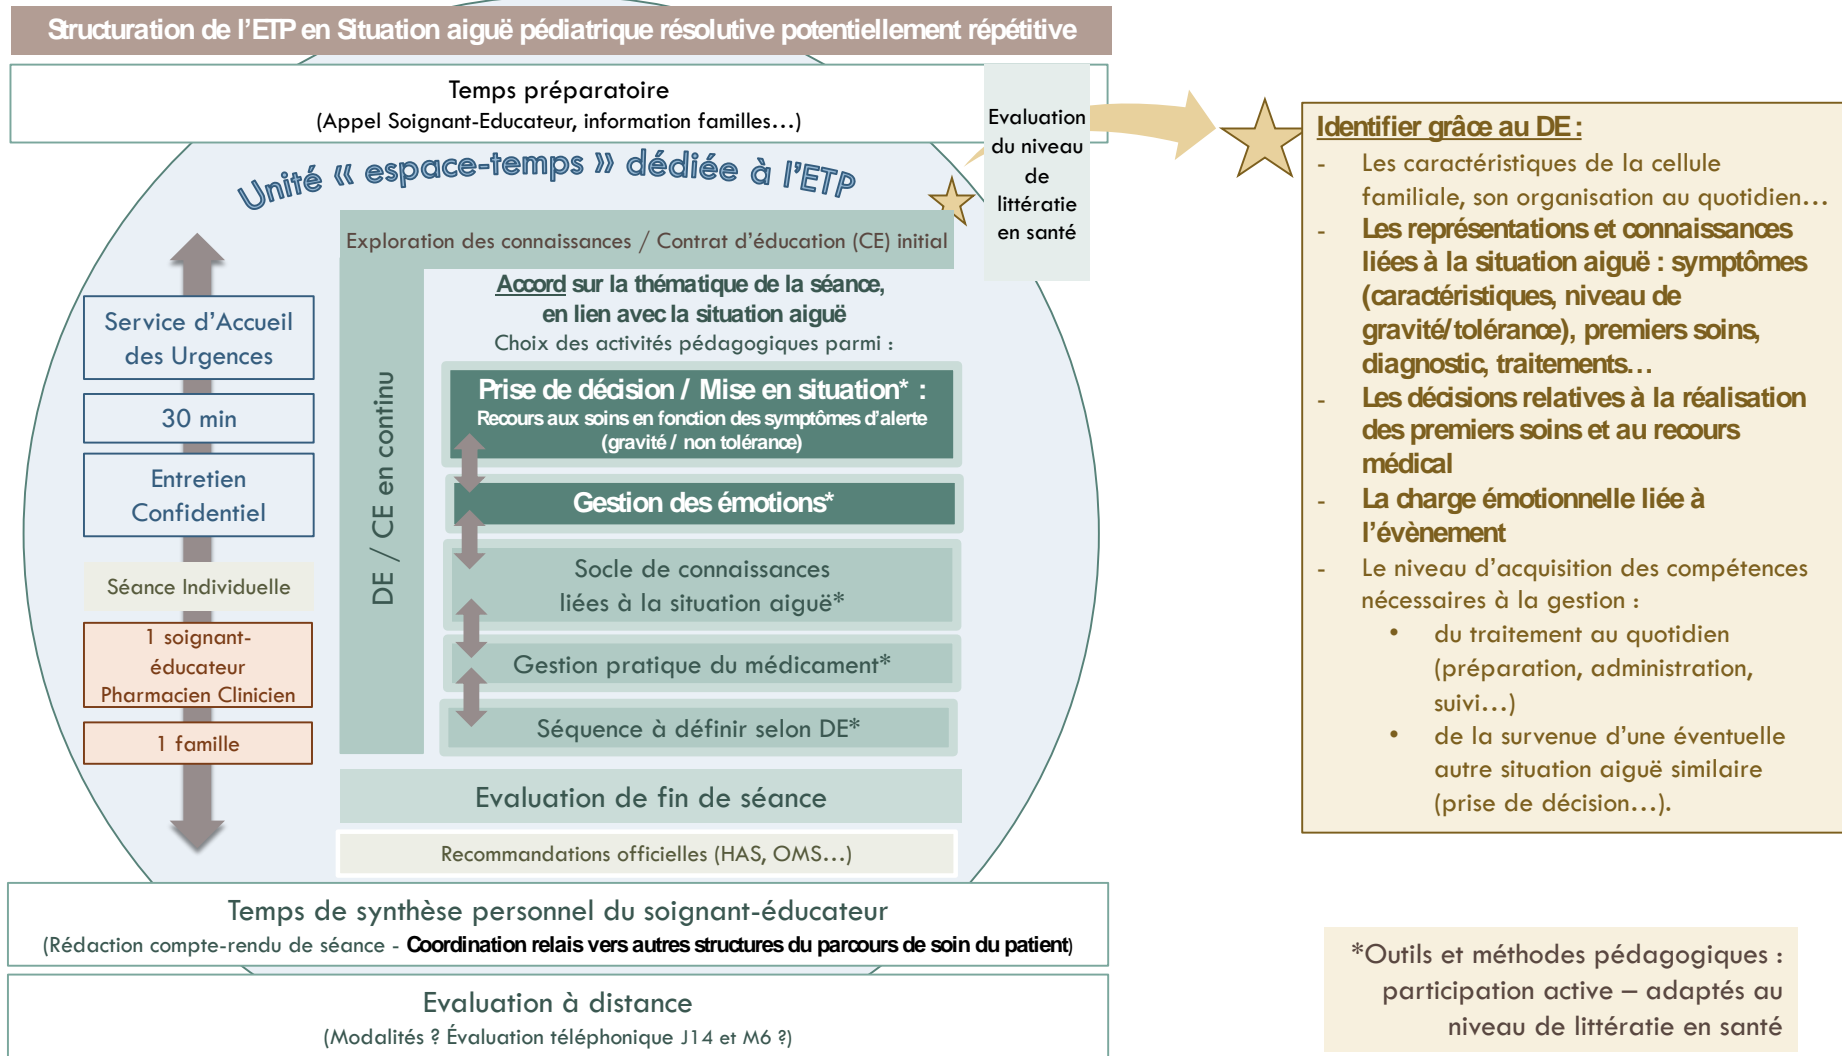 Structuration de l'ETP en Situation aiguë pédiatrique résolutive potentiellement répétitive
Temps préparatoire
(Appel Soignant-Educateur, information familles…)
Evaluation
du niveau
de
littératie
en santé
Unité « espace-temps » dédiée à l'ETP
Exploration des connaissances / Contrat d'éducation (CE) initial
DE / CE en continu
Accord sur la thématique de la séance,
en lien avec la situation aiguë
Choix des activités pédagogiques parmi :
Prise de décision / Mise en situation* :
Recours aux soins en fonction des symptômes d'alerte
(gravité / non tolérance)
Gestion des émotions*
Socle de connaissances
liées à la situation aiguë*
Gestion pratique du médicament*
Séquence à définir selon DE*
Service d'Accueil
des Urgences
30 min
Entretien
Confidentiel
Séance Individuelle
1 soignant-
éducateur
Pharmacien Clinicien
1 famille
Evaluation de fin de séance
Recommandations officielles (HAS, OMS…)
Temps de synthèse personnel du soignant-éducateur
(Rédaction compte-rendu de séance - Coordination relais vers autres structures du parcours de soin du patient)
Evaluation à distance
(Modalités ? Évaluation téléphonique J14 et M6 ?)
Identifier grâce au DE :
- Les caractéristiques de la cellule
familiale, son organisation au quotidien…
- Les représentations et connaissances
liées à la situation aiguë : symptômes
(caractéristiques, niveau de
gravité/tolérance), premiers soins,
diagnostic, traitements…
- Les décisions relatives à la réalisation
des premiers soins et au recours
médical
- La charge émotionnelle liée à
l'évènement
- Le niveau d'acquisition des compétences
nécessaires à la gestion :
• du traitement au quotidien
(préparation, administration,
suivi…)
• de la survenue d'une éventuelle
autre situation aiguë similaire
(prise de décision…).
*Outils et méthodes pédagogiques :
participation active – adaptés au
niveau de littératie en santé